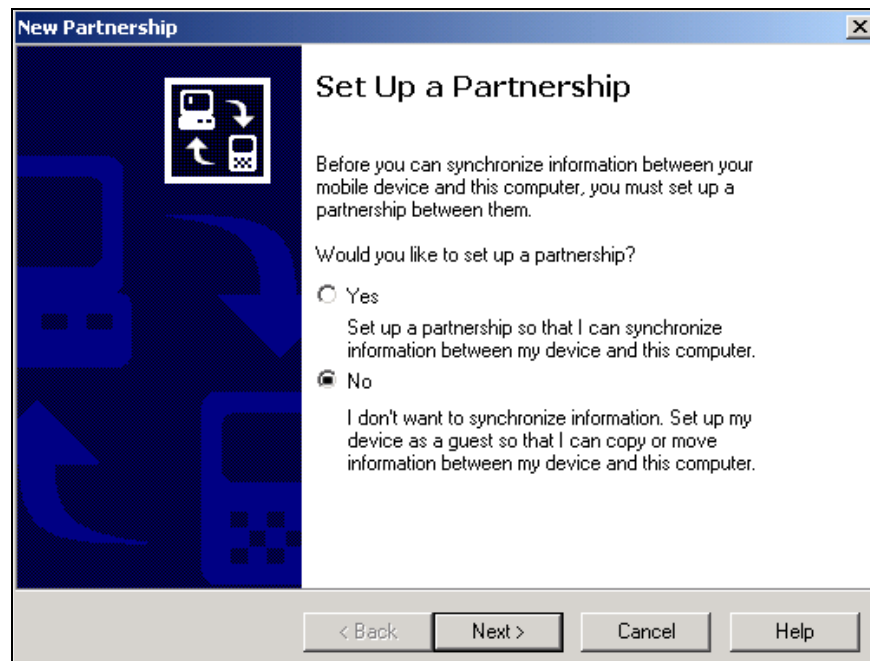 New Partnership
Set Up a Partnership
Before you can synchronize information between your
mobile device and this computer, you must set up a
partnership between them.
Would you like to set up a partnership?
Yes
Set up a partnership so that I can synchronize
information between my device and this computer.
No
I don't want to synchronize information. Set up my
device as a guest so that I can copy or move
information between my device and this computer.
< Back Next > Cancel Help